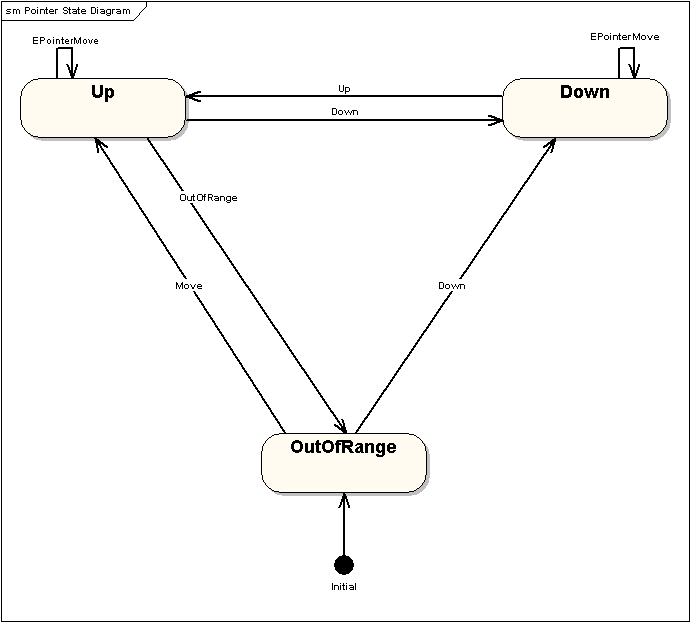 sm Pointer State Diagram
EPointerMove
EPointerMove
Up
Down
Up
Down
OutOfRange
Move
Down
OutOfRange
Initial